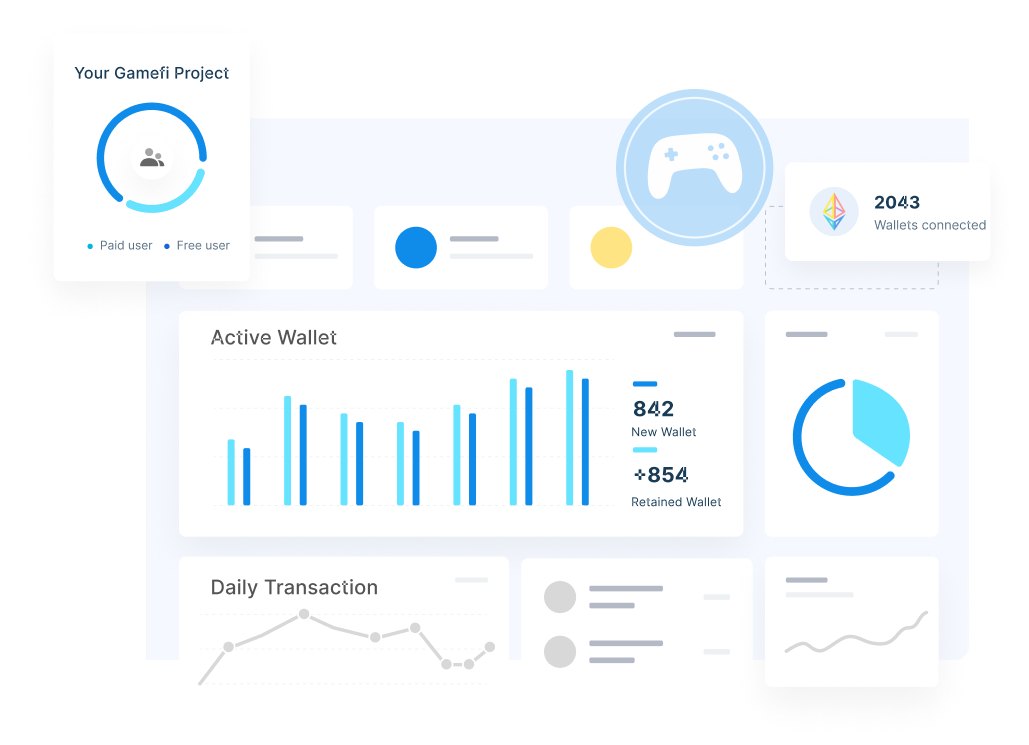 Your Gamefi Project
Paid user
Free user
2043
Wallets connected
Active Wallet
842
New Wallet
+854
Retained Wallet
Daily Transaction